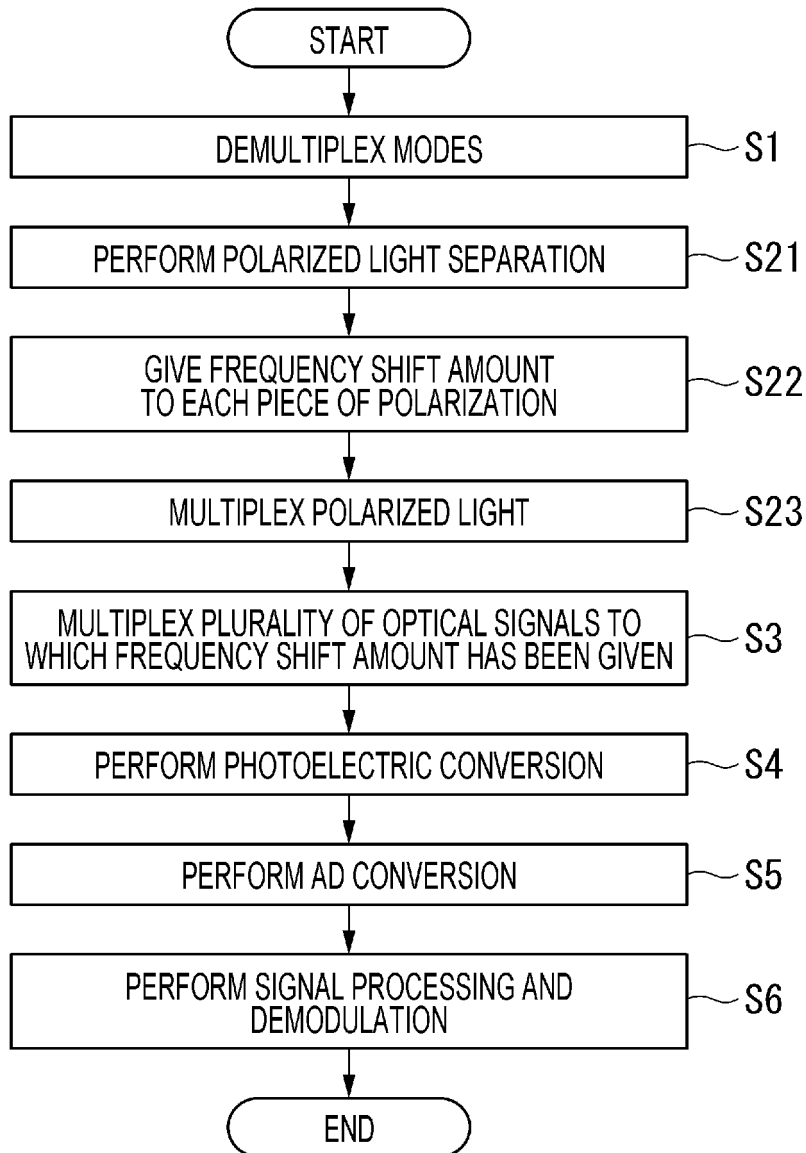 START
DEMULTIPLEX MODES
S1
PERFORM POLARIZED LIGHT SEPARATION
S21
GIVE FREQUENCY SHIFT AMOUNT
TO EACH PIECE OF POLARIZATION
S22
MULTIPLEX POLARIZED LIGHT
S23
MULTIPLEX PLURALITY OF OPTICAL SIGNALS TO
WHICH FREQUENCY SHIFT AMOUNT HAS BEEN GIVEN
S3
PERFORM PHOTOELECTRIC CONVERSION
S4
PERFORM AD CONVERSION
S5
PERFORM SIGNAL PROCESSING AND
DEMODULATION
S6
END